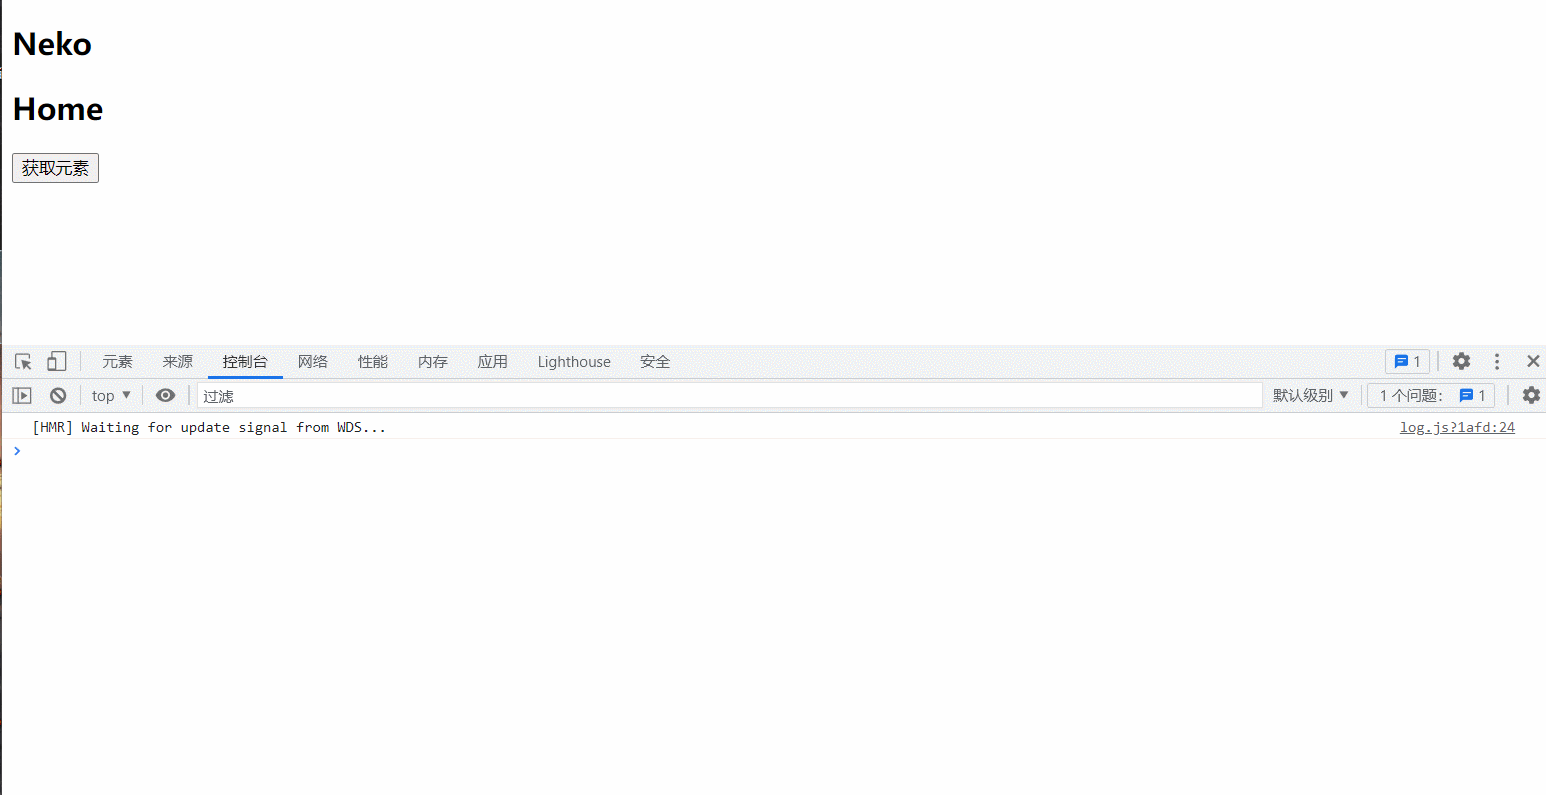 Neko
Home
获取元素
元素 来源 控制台 网络 性能 内存 应用 Lighthouse 安全 1
top ▼ 过滤 默认级别 ▼ 1 个问题: 1
[HMR] Waiting for update signal from WDS... log.js?1afd:24